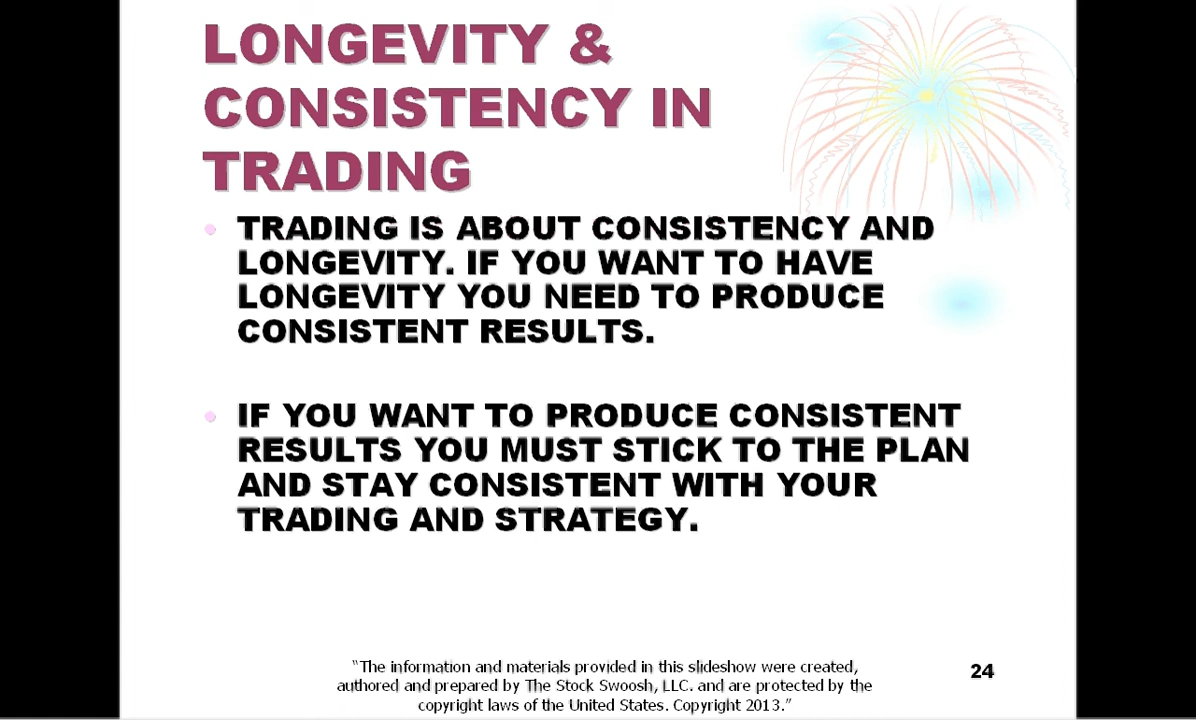 LONGEVITY &
CONSISTENCY IN
TRADING
• TRADING IS ABOUT CONSISTENCY AND
LONGEVITY. IF YOU WANT TO HAVE
LONGEVITY YOU NEED TO PRODUCE
CONSISTENT RESULTS.
• IF YOU WANT TO PRODUCE CONSISTENT
RESULTS YOU MUST STICK TO THE PLAN
AND STAY CONSISTENT WITH YOUR
TRADING AND STRATEGY.
“The information and materials provided in this slideshow were created,
authored and prepared by The Stock Swoosh, LLC. and are protected by the
copyright laws of the United States. Copyright 2013.”
24